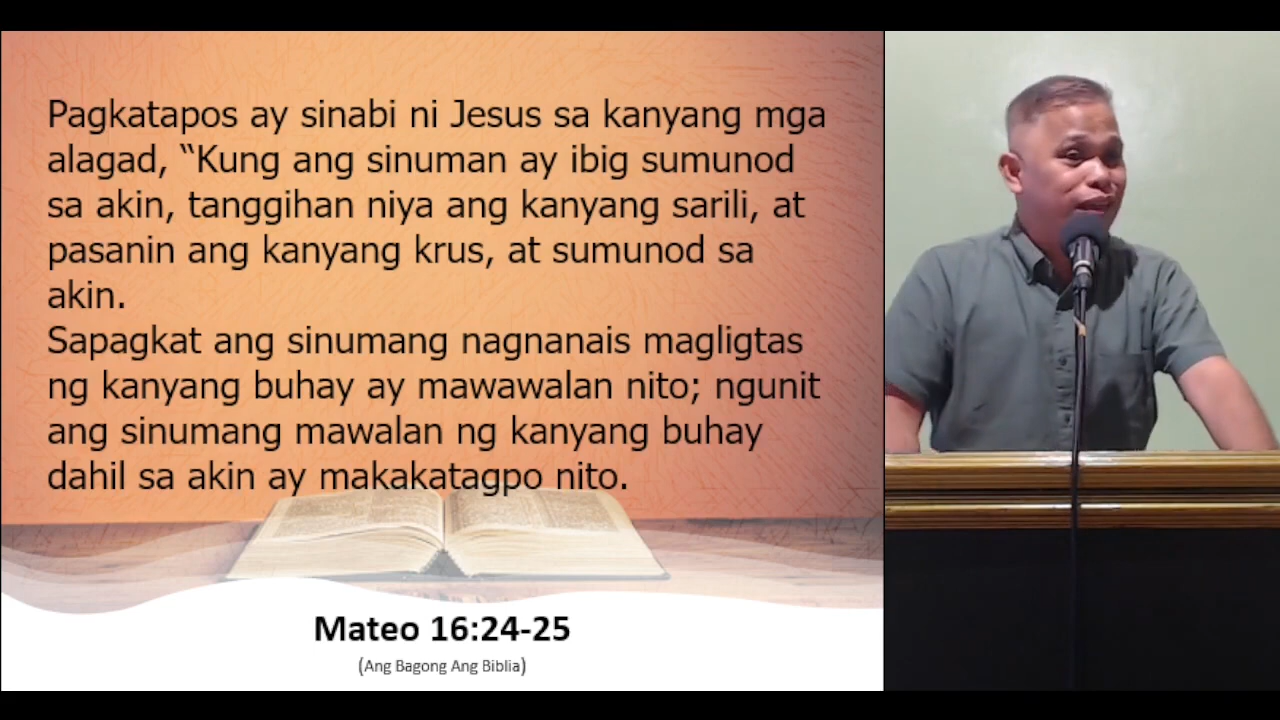 Pagkatapos ay sinabi ni Jesus sa kanyang mga
alagad, “Kung ang sinuman ay ibig sumunod
sa akin, tanggihan niya ang kanyang sarili, at
pasanin ang kanyang krus, at sumunod sa
akin.
Sapagkat ang sinumang nagnanais magligtas
ng kanyang buhay ay mawawalan nito; ngunit
ang sinumang mawalan ng kanyang buhay
dahil sa akin ay makakatagpo nito.
Mateo 16:24-25
(Ang Bagong Ang Biblia)